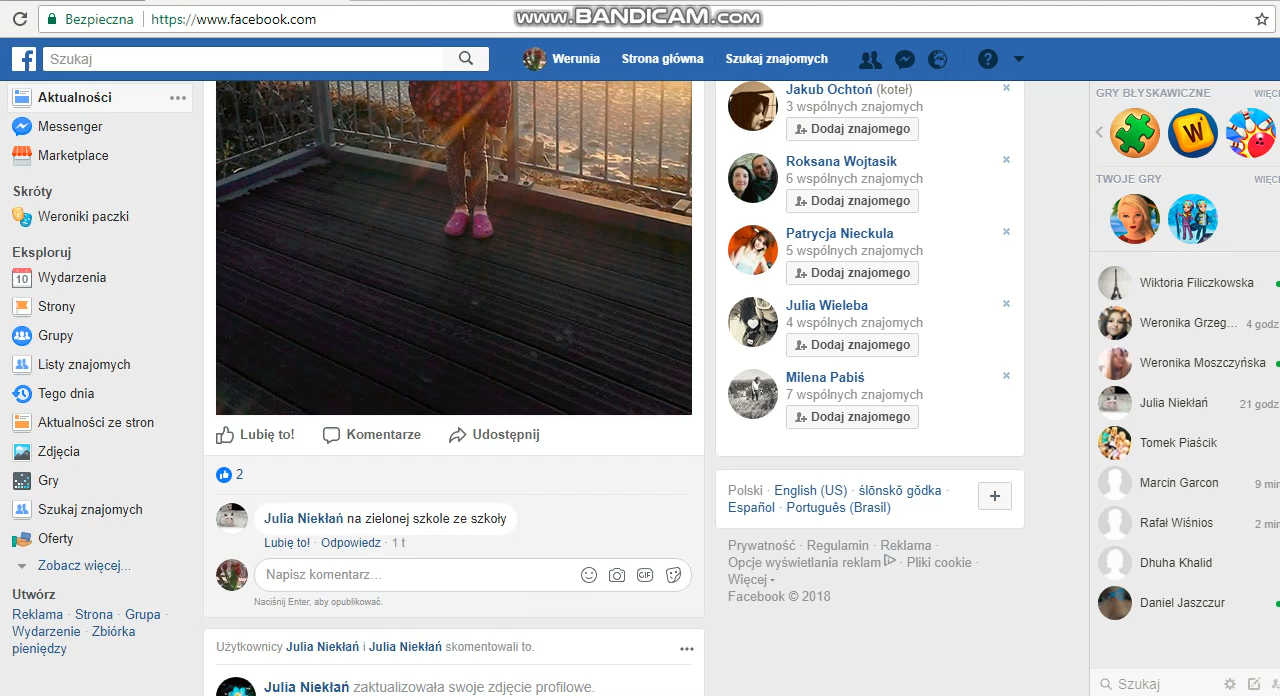 Bezpieczna
https://www.facebook.com
www.BANDICAM.com
Szukaj
Werunia
Strona główna
Szukaj znajomych
Aktualności
Messenger
Marketplace
Skróty
Weroniki paczki
Eksploruj
10
Wydarzenia
Strony
Grupy
Listy znajomych
Tego dnia
Aktualności ze stron
Zdjęcia
Gry
Szukaj znajomych
Oferty
Zobacz więcej...
Utwórz
Reklama · Strona · Grupa ·
Wydarzenie · Zbiórka
pieniędzy
Lubię to!
Komentarze
Udostępnij
2
Julia Niekłań na zielonej szkole ze szkoły
Lubię to! · Odpowiedz · 1 t
Napisz komentarz...
GIF
Naciśnij Enter, aby opublikować.
Użytkownicy Julia Niekłań i Julia Niekłań skomentowali to.
Julia Niekłań zaktualizowała swoje zdjęcie profilowe.
Jakub Ochtoń (koteł)
3 wspólnych znajomych
Dodaj znajomego
Roksana Wojtasik
6 wspólnych znajomych
Dodaj znajomego
Patrycja Nieckula
5 wspólnych znajomych
Dodaj znajomego
Julia Wieleba
4 wspólnych znajomych
Dodaj znajomego
Milena Pabiś
7 wspólnych znajomych
Dodaj znajomego
Polski · English (US) · ślōnskŏ gŏdka ·
Español · Português (Brasil)
Prywatność · Regulamin · Reklama ·
Opcje wyświetlania reklam · Pliki cookie ·
Więcej
Facebook © 2018
GRY BŁYSKAWICZNE
WIĘC
W
TWOJE GRY
WIĘC
Wiktoria Filiczkowska
Weronika Grzeg... 4 godz
Weronika Moszczyńska
Julia Niekłań 21 godz
Tomek Piaścik
Marcin Garcon 9 min
Rafał Wiśnios 2 min
Dhuha Khalid
Daniel Jaszczur
Szukaj